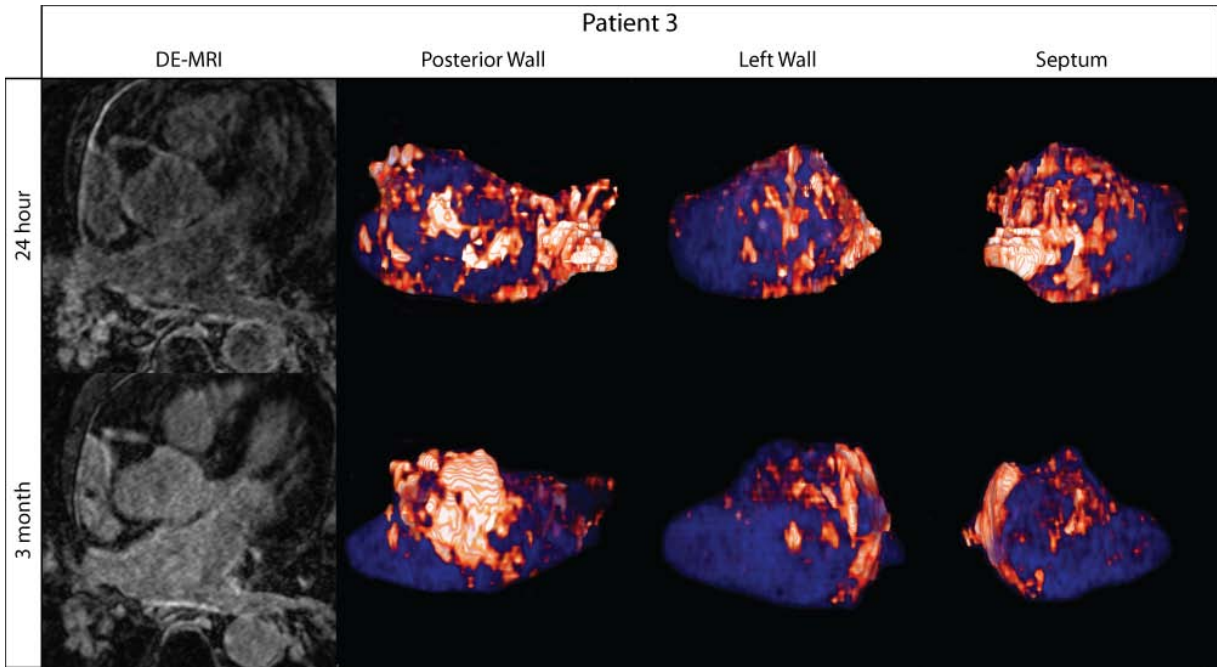 Patient 3
DE-MRI
Posterior Wall
Left Wall
Septum
24 hour
3 month